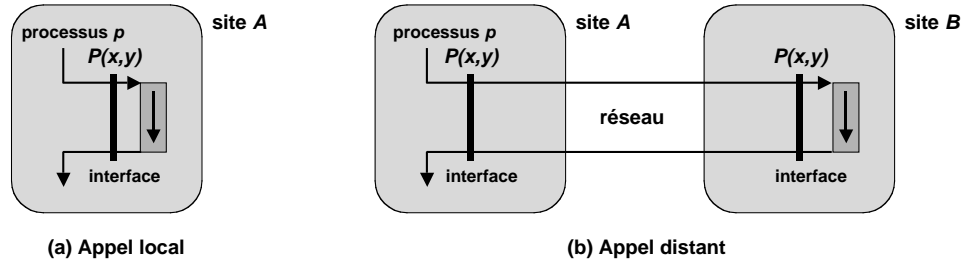 site A
processus p
P(x,y)
interface
(a) Appel local
site A
processus p
P(x,y)
interface
réseau
site B
P(x,y)
interface
(b) Appel distant